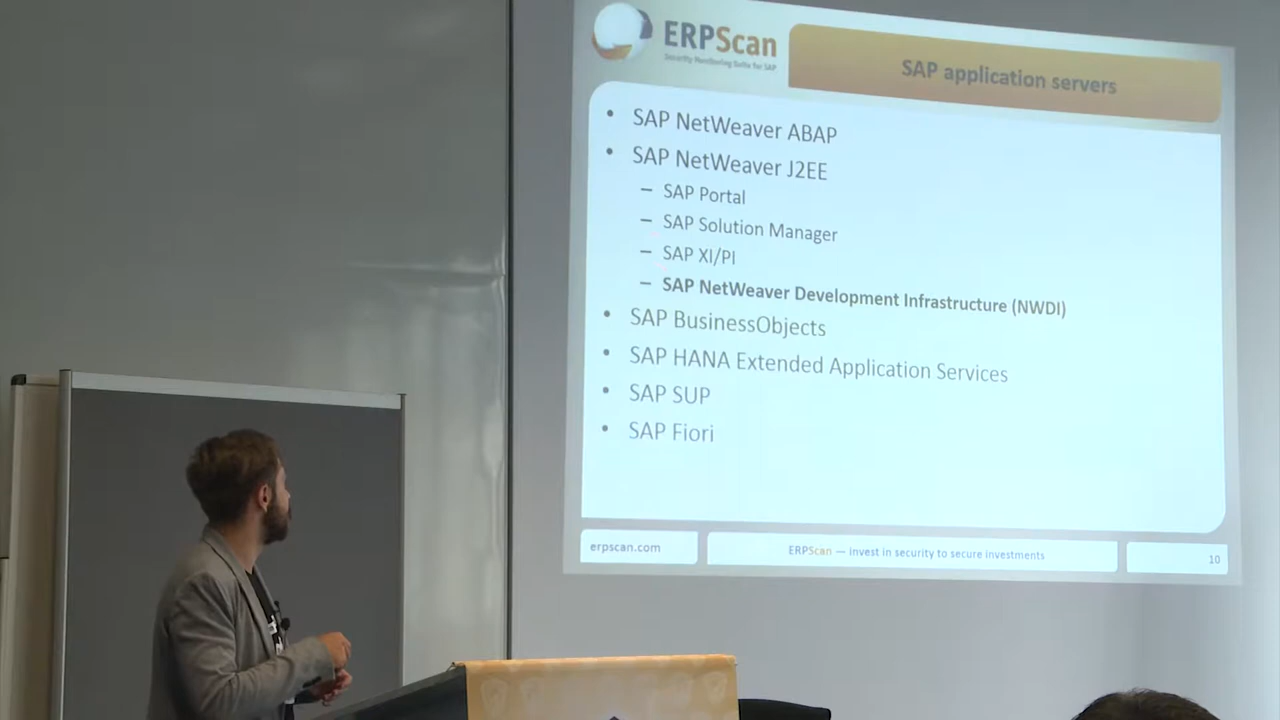 ERPScan
Security Monitoring Suite for SAP
SAP application servers
• SAP NetWeaver ABAP
• SAP NetWeaver J2EE
– SAP Portal
– SAP Solution Manager
– SAP XI/PI
– SAP NetWeaver Development Infrastructure (NWDI)
• SAP BusinessObjects
• SAP HANA Extended Application Services
• SAP SUP
• SAP Fiori
erpscan.com
ERPScan — invest in security to secure investments
10